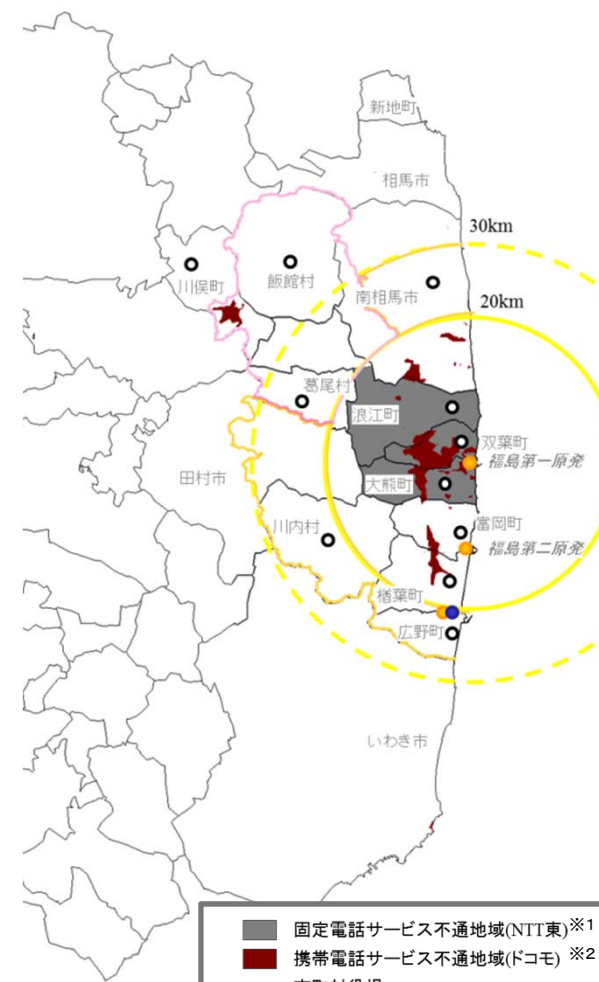 新地町
相馬市
30km
飯館村
川俣町
南相馬市
20km
葛尾村
浪江町
双葉町
福島第一原発
田村市
大熊町
川内村
富岡町
福島第二原発
楢葉町
広野町
いわき市
固定電話サービス不通地域(NTT東)※1
携帯電話サービス不通地域(ドコモ)※2